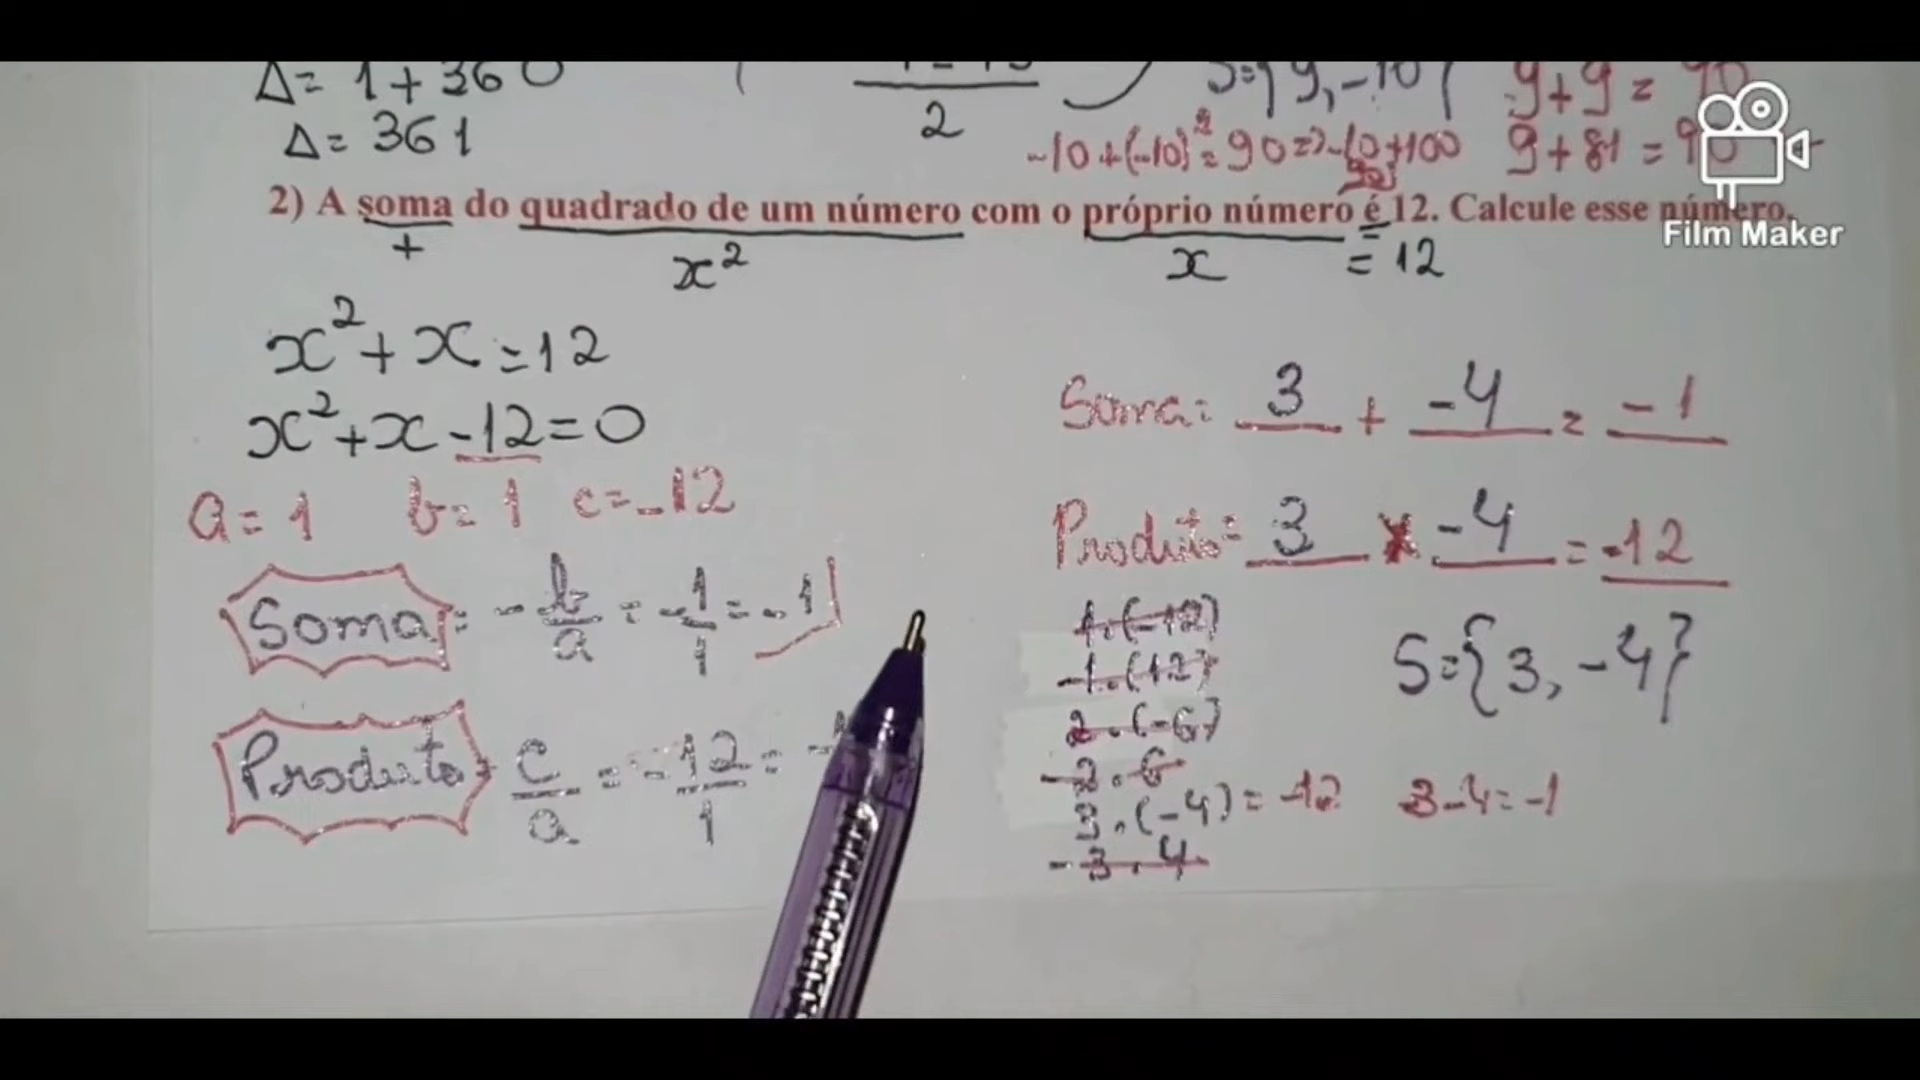 Δ= 1+360
Δ= 361
2
S={9,-10}
-10+(-10)²=90=>-10+100
90
9+9= 90
9+81=90
2) A soma do quadrado de um número com o próprio número é 12. Calcule esse número.
+ x² x = 12
Film Maker
x²+x=12
x²+x-12=0
a=1 b=1 c=-12
Soma= -b/a = -1/1 = -1
Produto= c/a = -12/1 =
Soma: 3 + -4 = -1
Produto= 3 x -4 = -12
1.(-12)
-1.(12)
2.(-6)
-2.6
3.(-4)=-12 3-4=-1
-3.4
S={3,-4}